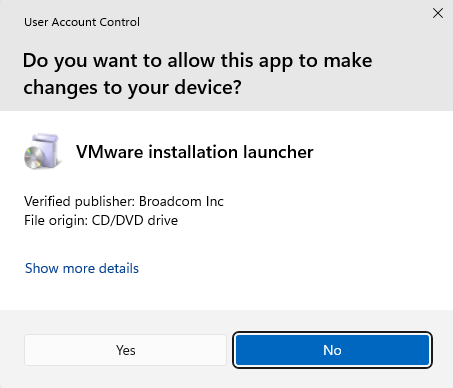 User Account Control
Do you want to allow this app to make
changes to your device?
VMware installation launcher
Verified publisher: Broadcom Inc
File origin: CD/DVD drive
Show more details
Yes
No